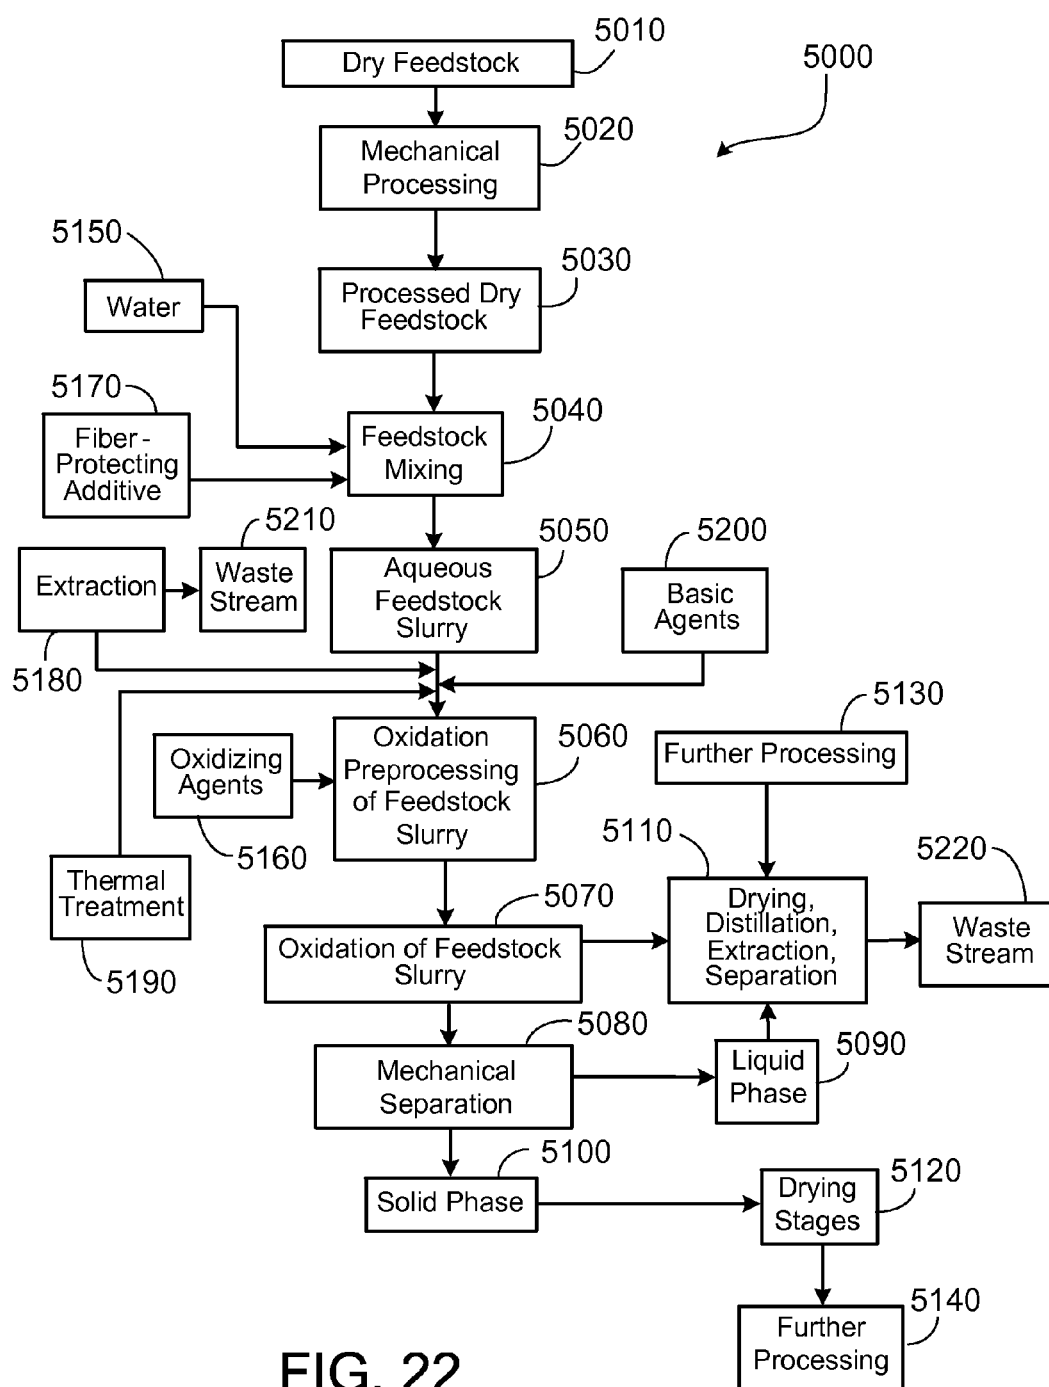 5010
Dry Feedstock
5000
5020
Mechanical
Processing
5150
Water
5030
Processed Dry
Feedstock
5170
Fiber-
Protecting
Additive
5040
Feedstock
Mixing
5210
Extraction
Waste
Stream
5180
5050
Aqueous
Feedstock
Slurry
5200
Basic
Agents
5130
Further Processing
Oxidizing
Agents
5160
Oxidation
Preprocessing
of Feedstock
Slurry
5060
5110
Drying,
Distillation,
Extraction,
Separation
5220
Waste
Stream
Thermal
Treatment
5190
5070
Oxidation of Feedstock
Slurry
5080
Mechanical
Separation
Liquid
Phase
5090
5100
Solid Phase
Drying
Stages
5120
5140
Further
Processing
FIG. 22